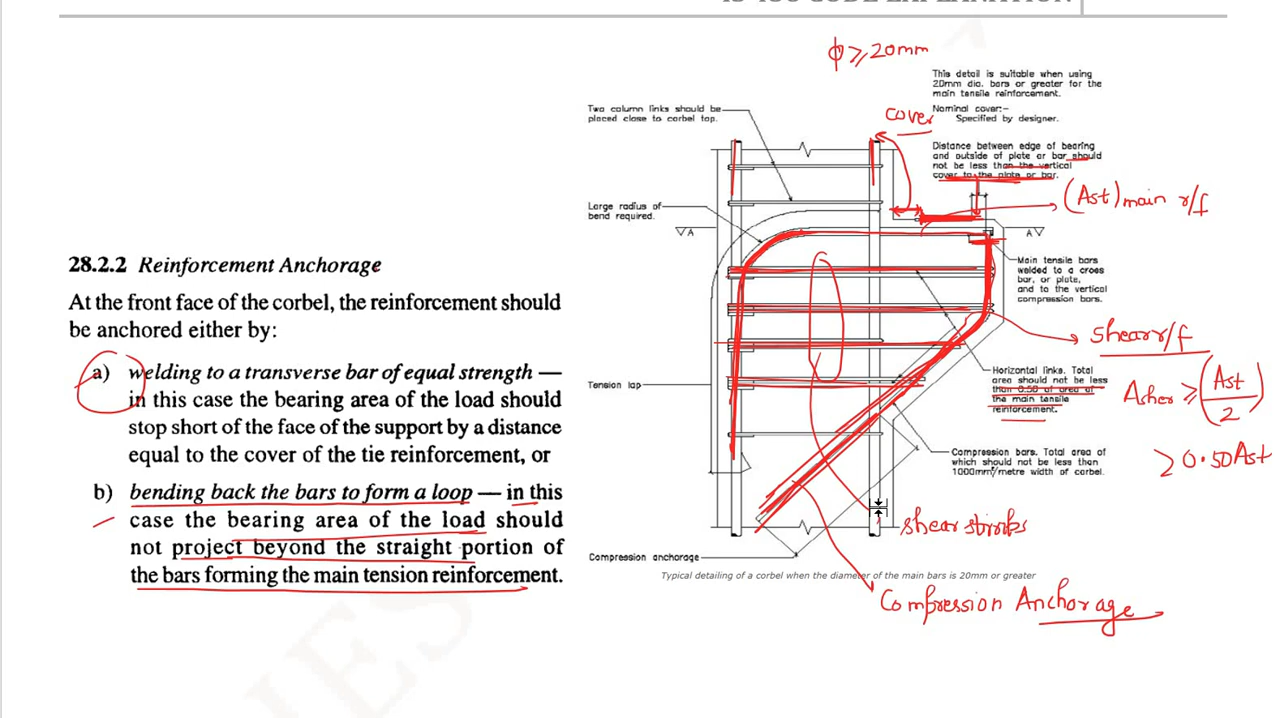 IS 456 CODE EXPLANATION
28.2.2 Reinforcement Anchorage
At the front face of the corbel, the reinforcement should
be anchored either by:
a) welding to a transverse bar of equal strength —
in this case the bearing area of the load should
stop short of the face of the support by a distance
equal to the cover of the tie reinforcement, or
b) bending back the bars to form a loop — in this
case the bearing area of the load should
not project beyond the straight portion of
the bars forming the main tension reinforcement.
ϕ ≥ 20mm
This detail is suitable when using
20mm dia. bars or greater for the
main tensile reinforcement.
Nominal cover:-
Specified by designer.
Distance between edge of bearing
and outside of plate or bar should
not be less than the vertical
cover to the plate or bar.
cover
Two column links should be
placed close to corbel top.
Large radius of
bend required.
A
A
(Ast) main r/f
Main tensile bars
welded to a cross
bar, or plate,
and to the vertical
compression bars.
shear r/f
Horizontal links. Total
area should not be less
than 0.50 of area of
the main tensile
reinforcement.
Ashear ≥ (Ast/2)
≥ 0.50Ast
Tension lap
Compression bars. Total area of
which should not be less than
1000mm²/metre width of corbel.
Compression anchorage
Typical detailing of a corbel when the diameter of the main bars is 20mm or greater
Compression Anchorage